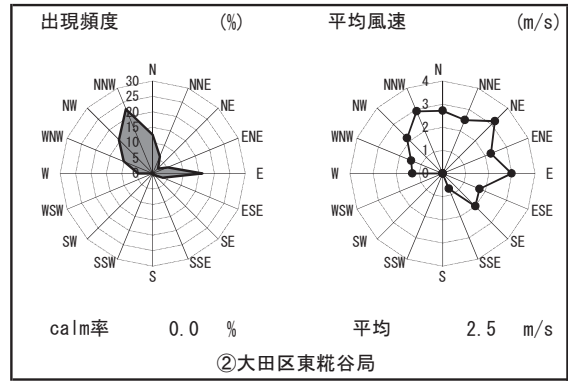 出現頻度 (%)
N
NNE
NE
ENE
E
ESE
SE
SSE
S
SSW
SW
WSW
W
WNW
NW
NNW
30
25
20
15
10
5
0
calm率 0.0 %
平均風速 (m/s)
N
NNE
NE
ENE
E
ESE
SE
SSE
S
SSW
SW
WSW
W
WNW
NW
NNW
4
3
2
1
0
平均 2.5 m/s
②大田区東糀谷局